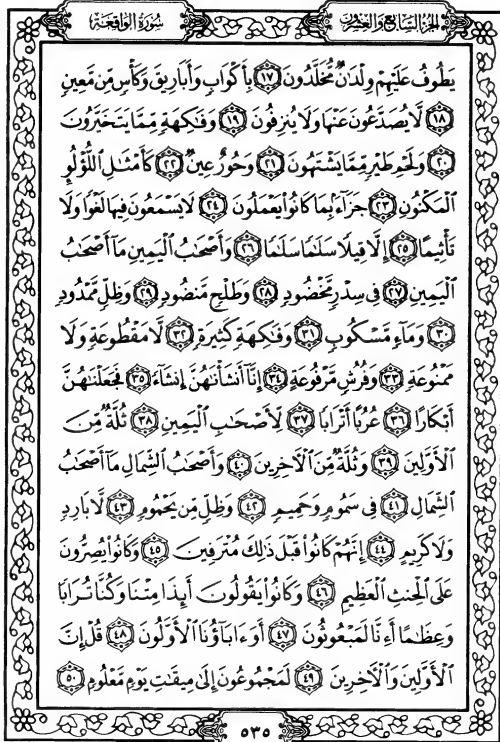 الجزء السابع والعشرون سورة الواقعة
يَطُوفُ عَلَيْهِمْ وِلْدَٰنٌ مُّخَلَّدُونَ ١٧ بِأَكْوَابٍ وَأَبَارِيقَ وَكَأْسٍ مِّن مَّعِينٍ
١٨ لَّا يُصَدَّعُونَ عَنْهَا وَلَا يُنزِفُونَ ١٩ وَفَٰكِهَةٍ مِّمَّا يَتَخَيَّرُونَ
٢٠ وَلَحْمِ طَيْرٍ مِّمَّا يَشْتَهُونَ ٢١ وَحُورٌ عِينٌ ٢٢ كَأَمْثَٰلِ ٱللُّؤْلُوِٕ
ٱلْمَكْنُونِ ٢٣ جَزَآءًۢ بِمَا كَانُوا۟ يَعْمَلُونَ ٢٤ لَا يَسْمَعُونَ فِيهَا لَغْوًا وَلَا
تَأْثِيمًا ٢٥ إِلَّا قِيلًا سَلَٰمًا سَلَٰمًا ٢٦ وَأَصْحَٰبُ ٱلْيَمِينِ مَآ أَصْحَٰبُ
ٱلْيَمِينِ ٢٧ فِى سِدْرٍ مَّخْضُودٍ ٢٨ وَطَلْحٍ مَّنضُودٍ ٢٩ وَظِلٍّ مَّمْدُودٍ
٣٠ وَمَآءٍ مَّسْكُوبٍ ٣١ وَفَٰكِهَةٍ كَثِيرَةٍ ٣٢ لَّا مَقْطُوعَةٍ وَلَا
مَمْنُوعَةٍ ٣٣ وَفُرُشٍ مَّرْفُوعَةٍ ٣٤ إِنَّآ أَنشَأْنَٰهُنَّ إِنشَآءً ٣٥ فَجَعَلْنَٰهُنَّ
أَبْكَارًا ٣٦ عُرُبًا أَتْرَابًا ٣٧ لِّأَصْحَٰبِ ٱلْيَمِينِ ٣٨ ثُلَّةٌ مِّنَ
ٱلْأَوَّلِينَ ٣٩ وَثُلَّةٌ مِّنَ ٱلْءَاخِرِينَ ٤٠ وَأَصْحَٰبُ ٱلشِّمَالِ مَآ أَصْحَٰبُ
ٱلشِّمَالِ ٤١ فِى سَمُومٍ وَحَمِيمٍ ٤٢ وَظِلٍّ مِّن يَحْمُومٍ ٤٣ لَّا بَارِدٍ
وَلَا كَرِيمٍ ٤٤ إِنَّهُمْ كَانُوا۟ قَبْلَ ذَٰلِكَ مُتْرَفِينَ ٤٥ وَكَانُوا۟ يُصِرُّونَ
عَلَى ٱلْحِنثِ ٱلْعَظِيمِ ٤٦ وَكَانُوا۟ يَقُولُونَ أَئِذَا مِتْنَا وَكُنَّا تُرَابًا
وَعِظَٰمًا أَءِنَّا لَمَبْعُوثُونَ ٤٧ أَوَءَابَآؤُنَا ٱلْأَوَّلُونَ ٤٨ قُلْ إِنَّ
ٱلْأَوَّلِينَ وَٱلْءَاخِرِينَ ٤٩ لَمَجْمُوعُونَ إِلَىٰ مِيقَٰتِ يَوْمٍ مَّعْلُومٍ ٥٠
٥٣٥